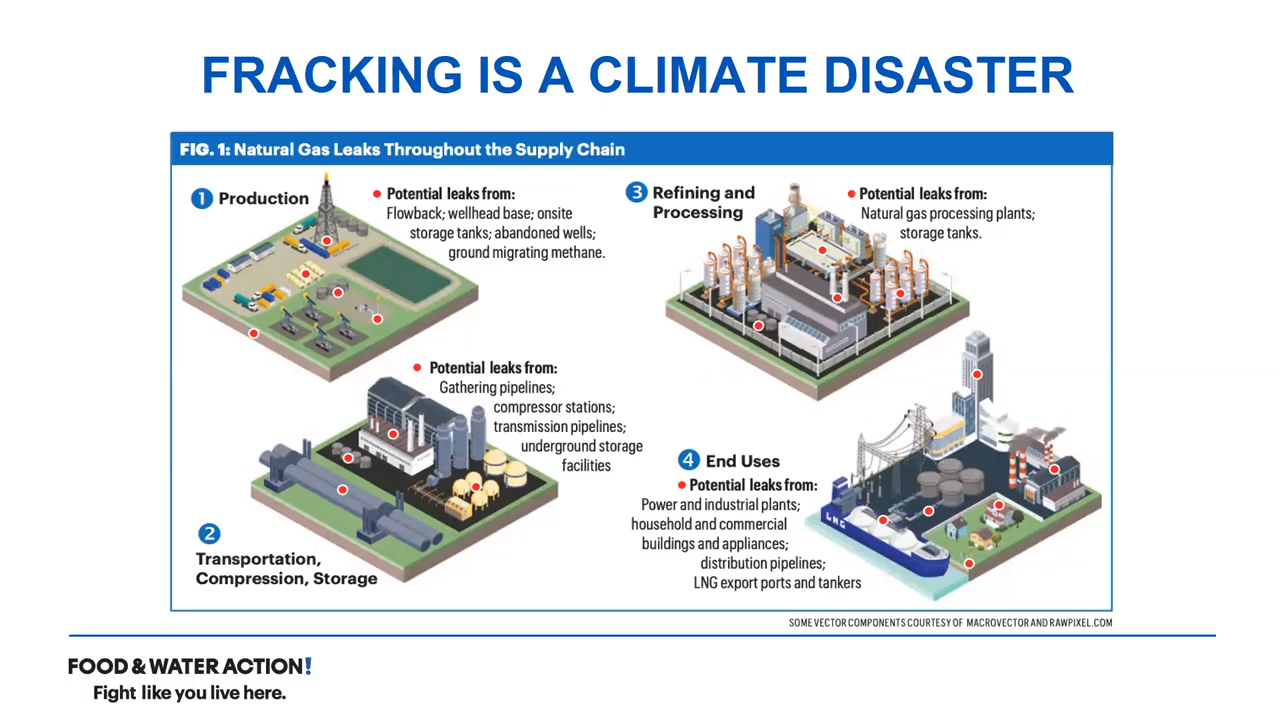 FRACKING IS A CLIMATE DISASTER
FIG. 1: Natural Gas Leaks Throughout the Supply Chain
1 Production
Potential leaks from:
Flowback; wellhead base; onsite
storage tanks; abandoned wells;
ground migrating methane.
2
Transportation,
Compression, Storage
Potential leaks from:
Gathering pipelines;
compressor stations;
transmission pipelines;
underground storage
facilities
3 Refining and
Processing
Potential leaks from:
Natural gas processing plants;
storage tanks.
4 End Uses
Potential leaks from:
Power and industrial plants;
household and commercial
buildings and appliances;
distribution pipelines;
LNG export ports and tankers
LNG
SOME VECTOR COMPONENTS COURTESY OF MACROVECTOR AND RAWPIXEL.COM
FOOD & WATER ACTION!
Fight like you live here.